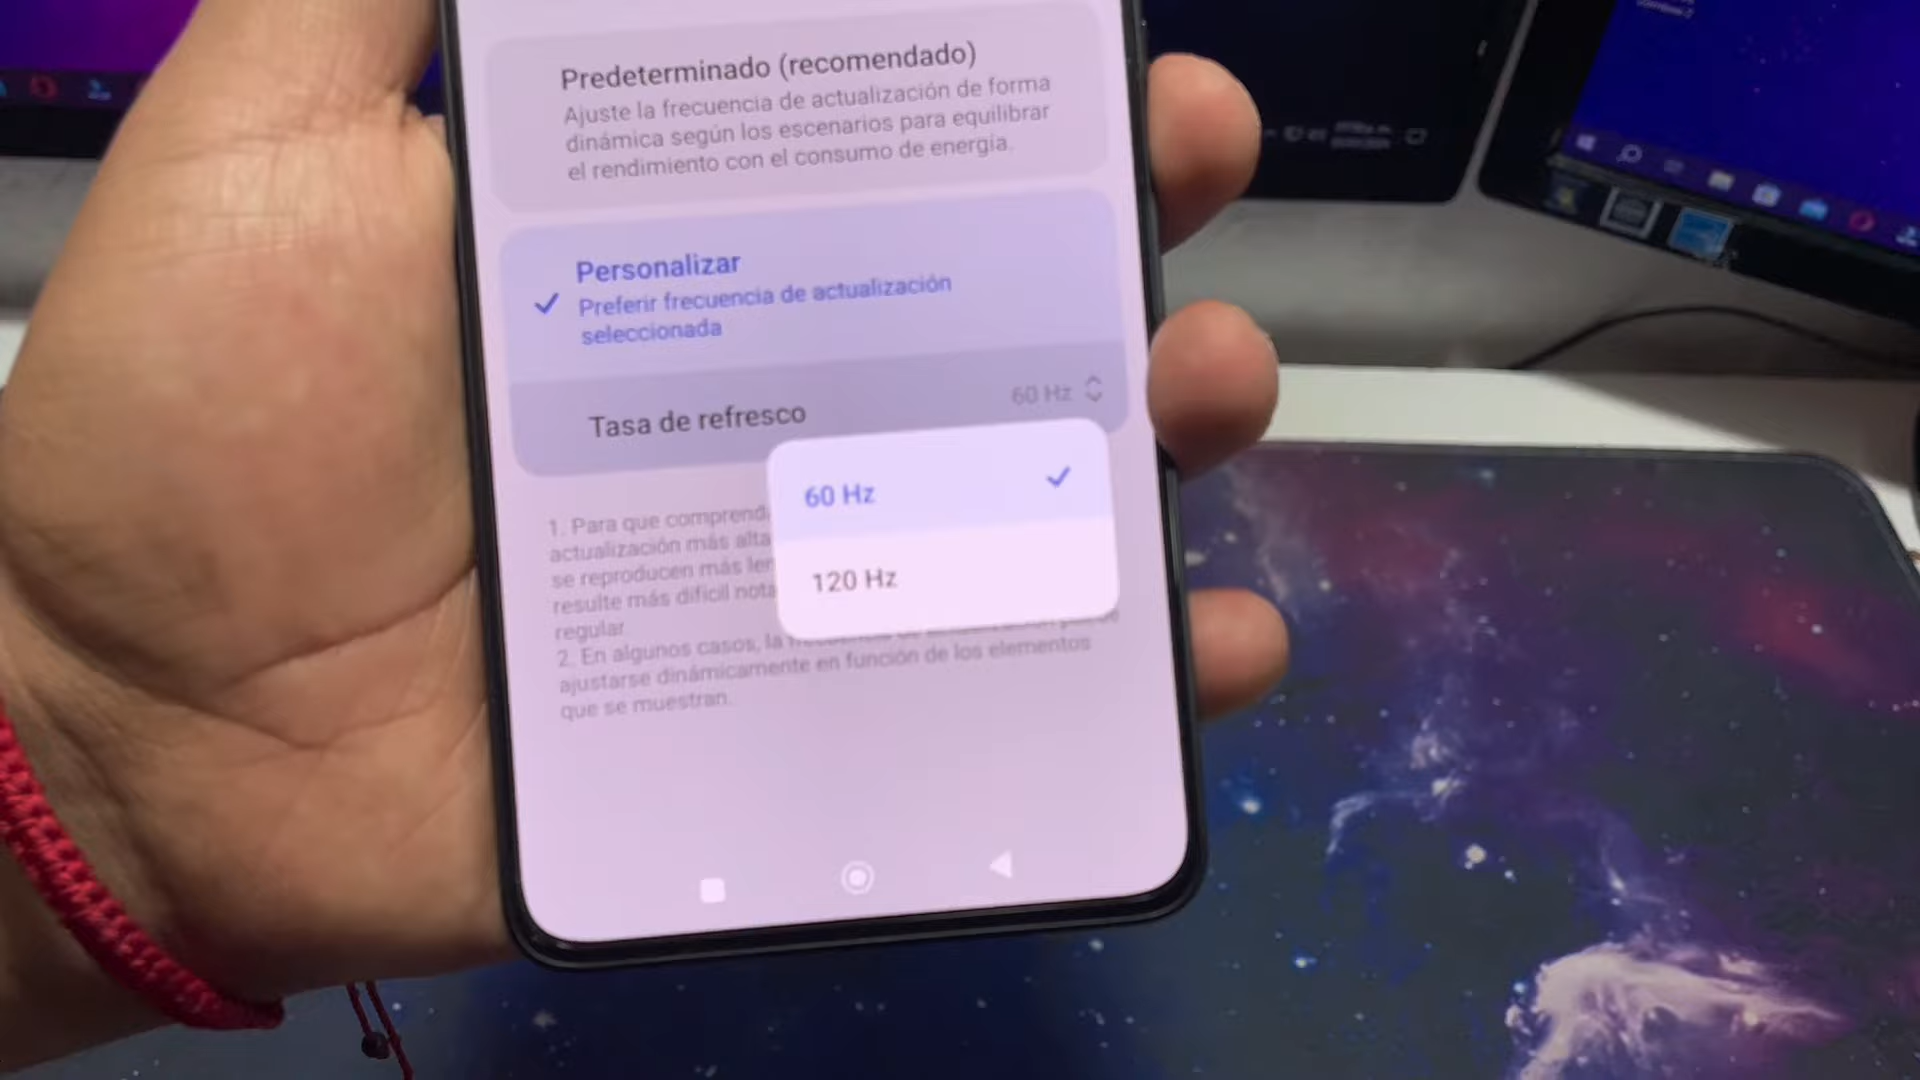 Predeterminado (recomendado)
Ajuste la frecuencia de actualización de forma
dinámica según los escenarios para equilibrar
el rendimiento con el consumo de energía.
Personalizar
Preferir frecuencia de actualización
seleccionada
Tasa de refresco
60 Hz
60 Hz
120 Hz
1. Para que comprend
actualización más alta
se reproducen más len
resulte más difícil nota
regular.
2. En algunos casos, la
ajustarse dinámicamente en función de los elementos
que se muestran.